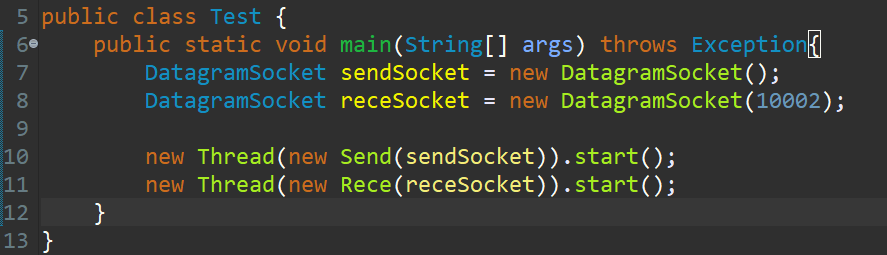 5 public class Test {
6 public static void main(String[] args) throws Exception{
7 DatagramSocket sendSocket = new DatagramSocket();
8 DatagramSocket receSocket = new DatagramSocket(10002);
9
10 new Thread(new Send(sendSocket)).start();
11 new Thread(new Rece(receSocket)).start();
12 }
13 }